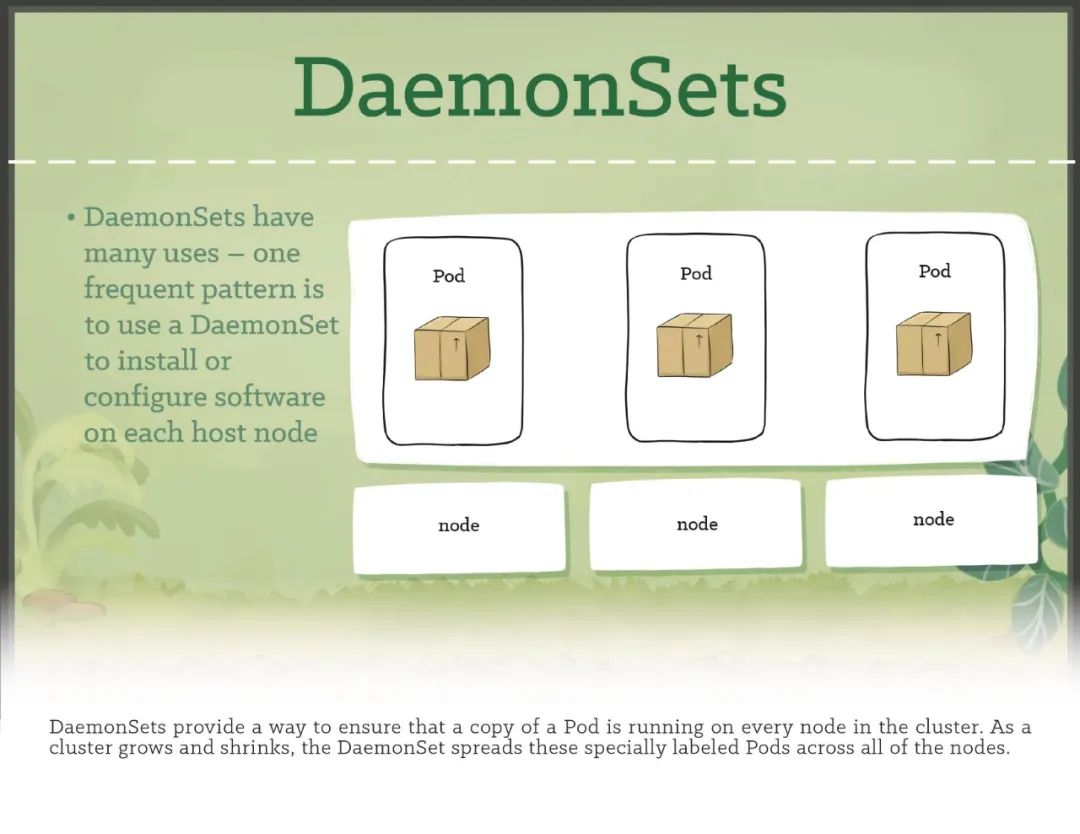 DaemonSets
• DaemonSets have
many uses – one
frequent pattern is
to use a DaemonSet
to install or
configure software
on each host node
Pod
Pod
Pod
node
node
node
DaemonSets provide a way to ensure that a copy of a Pod is running on every node in the cluster. As a
cluster grows and shrinks, the DaemonSet spreads these specially labeled Pods across all of the nodes.